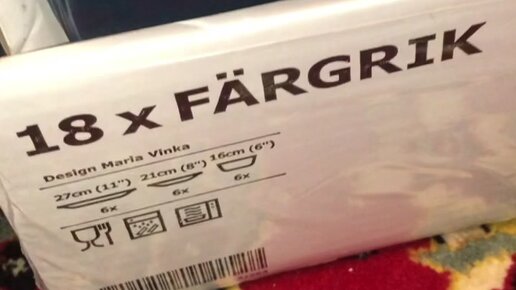 18 x FÄRGRIK
Design Maria Vinka
27cm (11") 21cm (8") 16cm (6")
6x 6x 6x